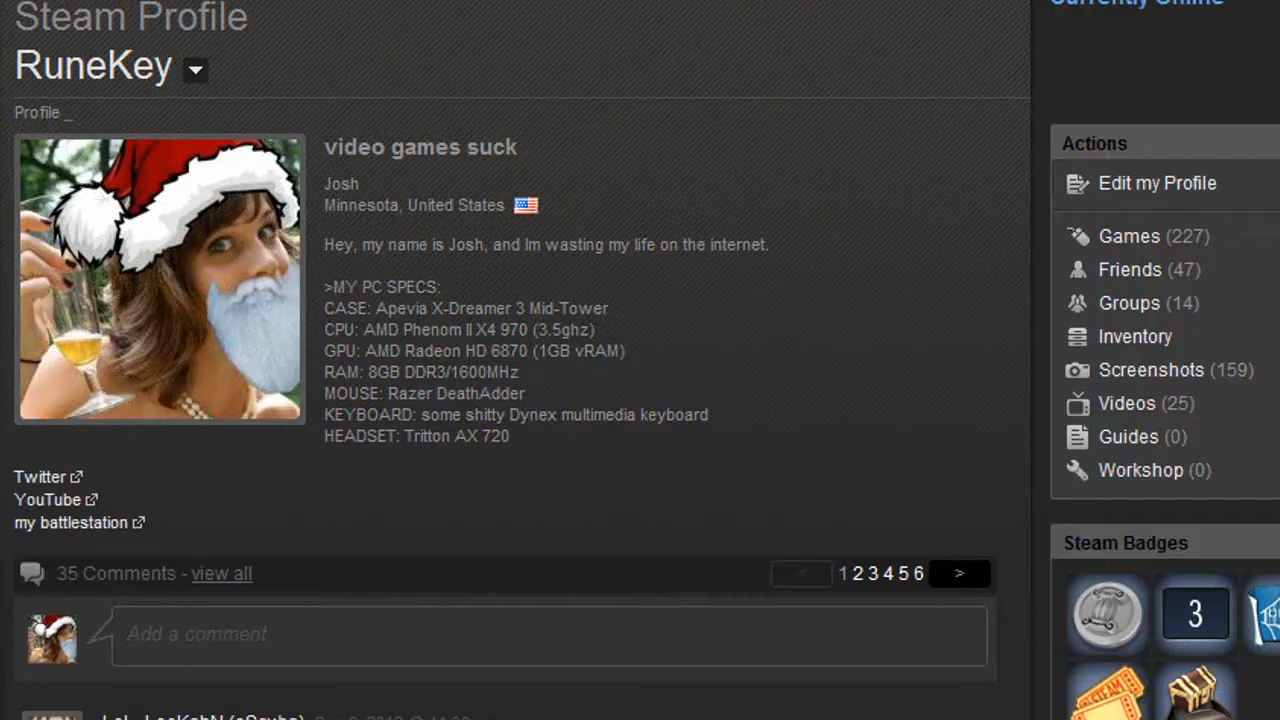 Currently Online
Steam Profile
RuneKey
Profile _
video games suck
Josh
Minnesota, United States
Hey, my name is Josh, and Im wasting my life on the internet.
>MY PC SPECS:
CASE: Apevia X-Dreamer 3 Mid-Tower
CPU: AMD Phenom II X4 970 (3.5ghz)
GPU: AMD Radeon HD 6870 (1GB vRAM)
RAM: 8GB DDR3/1600MHz
MOUSE: Razer DeathAdder
KEYBOARD: some shitty Dynex multimedia keyboard
HEADSET: Tritton AX 720
Twitter
YouTube
my battlestation
35 Comments - view all
< 1 2 3 4 5 6 >
Add a comment
Actions
Edit my Profile
Games (227)
Friends (47)
Groups (14)
Inventory
Screenshots (159)
Videos (25)
Guides (0)
Workshop (0)
Steam Badges
3
STEAM